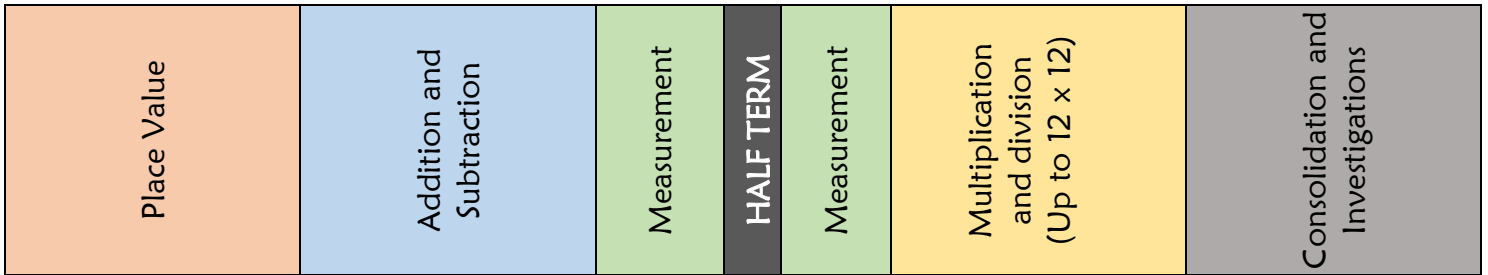 Place Value
Addition and
Subtraction
Measurement
HALF TERM
Measurement
Multiplication
and division
(Up to 12 x 12)
Consolidation and
Investigations